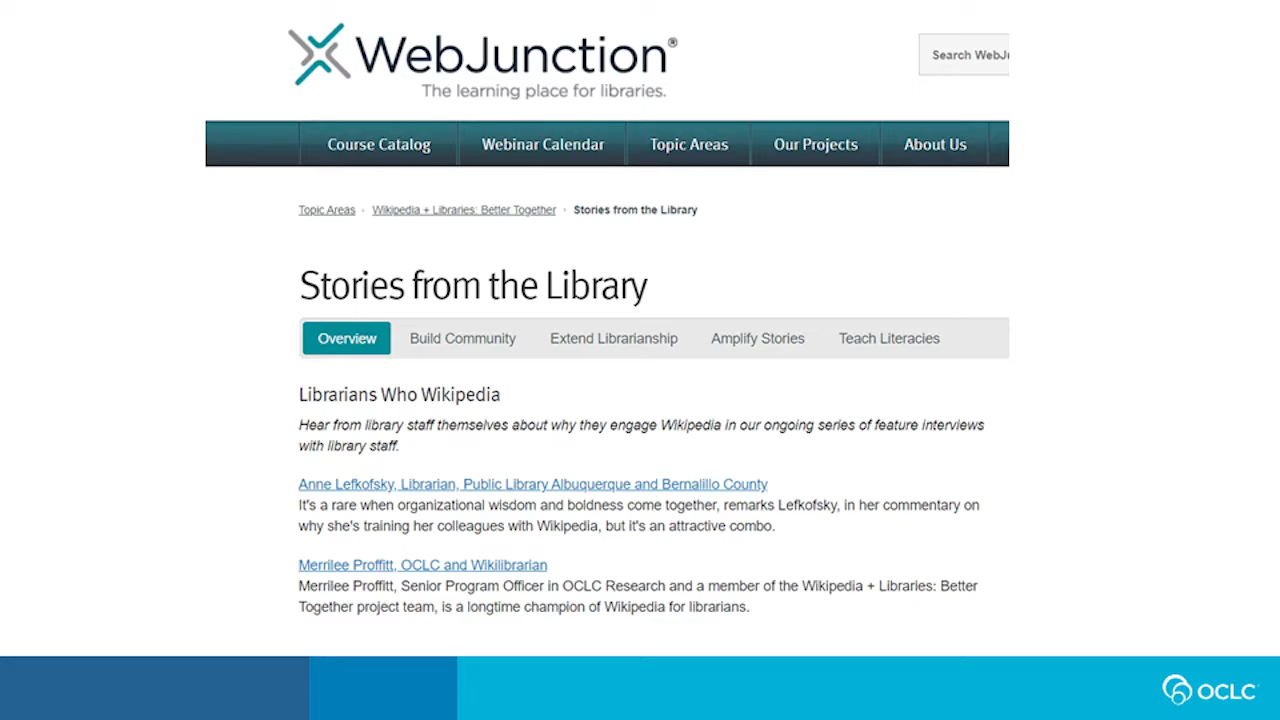 WebJunction®
The learning place for libraries.
Search WebJu
Course Catalog Webinar Calendar Topic Areas Our Projects About Us
Topic Areas · Wikipedia + Libraries: Better Together · Stories from the Library
Stories from the Library
Overview Build Community Extend Librarianship Amplify Stories Teach Literacies
Librarians Who Wikipedia
Hear from library staff themselves about why they engage Wikipedia in our ongoing series of feature interviews
with library staff.
Anne Lefkofsky, Librarian, Public Library Albuquerque and Bernalillo County
It's a rare when organizational wisdom and boldness come together, remarks Lefkofsky, in her commentary on
why she's training her colleagues with Wikipedia, but it's an attractive combo.
Merrilee Proffitt, OCLC and Wikilibrarian
Merrilee Proffitt, Senior Program Officer in OCLC Research and a member of the Wikipedia + Libraries: Better
Together project team, is a longtime champion of Wikipedia for librarians.
OCLC